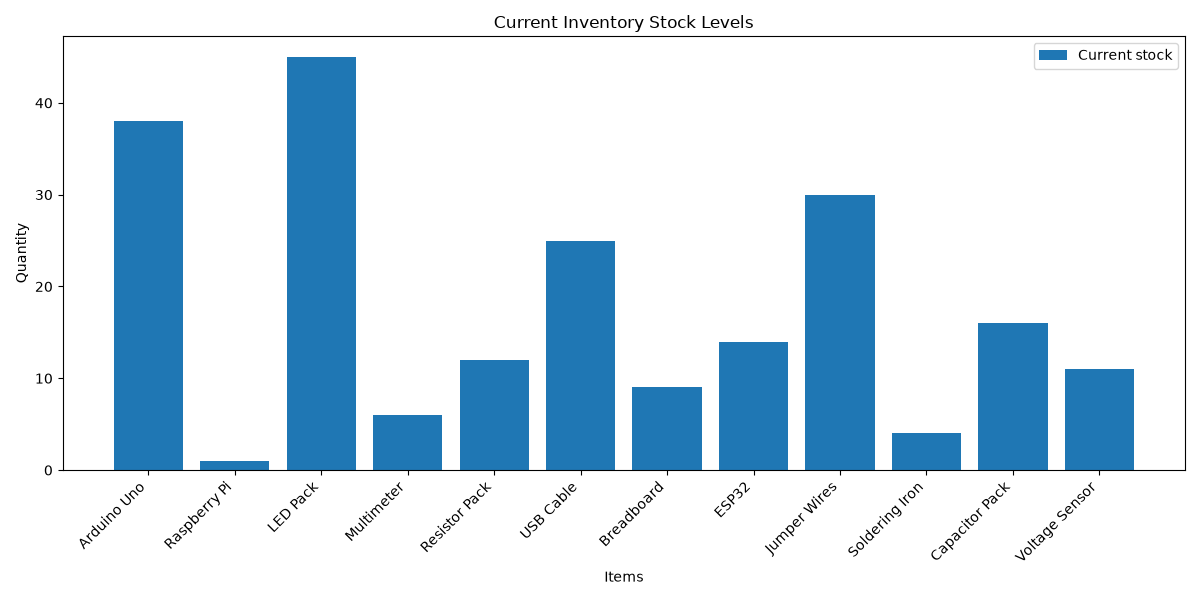 Current Inventory Stock Levels
Current stock
Quantity
40
30
20
10
0
Arduino Uno
Raspberry Pi
LED Pack
Multimeter
Resistor Pack
USB Cable
Breadboard
ESP32
Jumper Wires
Soldering Iron
Capacitor Pack
Voltage Sensor
Items